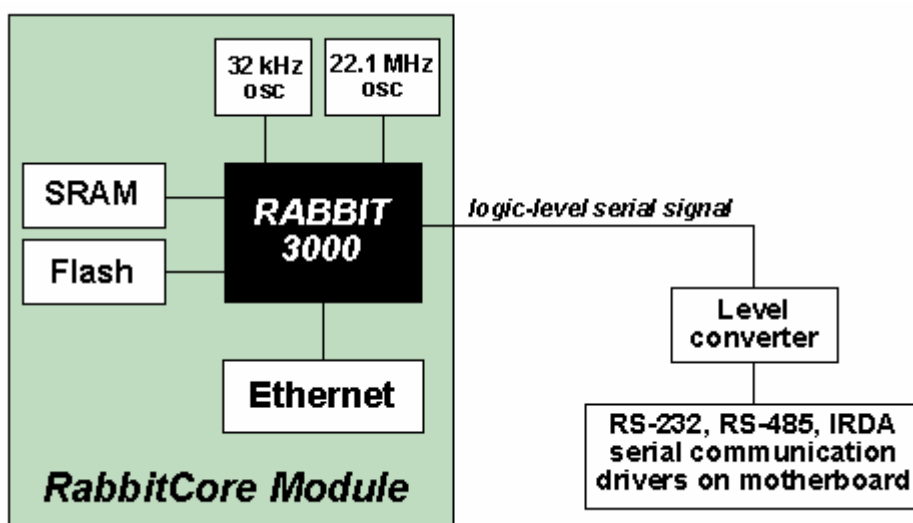 32 kHz
osc
22.1 MHz
osc
SRAM
RABBIT
3000
logic-level serial signal
Flash
Level
converter
Ethernet
RS-232, RS-485, IRDA
serial communication
drivers on motherboard
RabbitCore Module